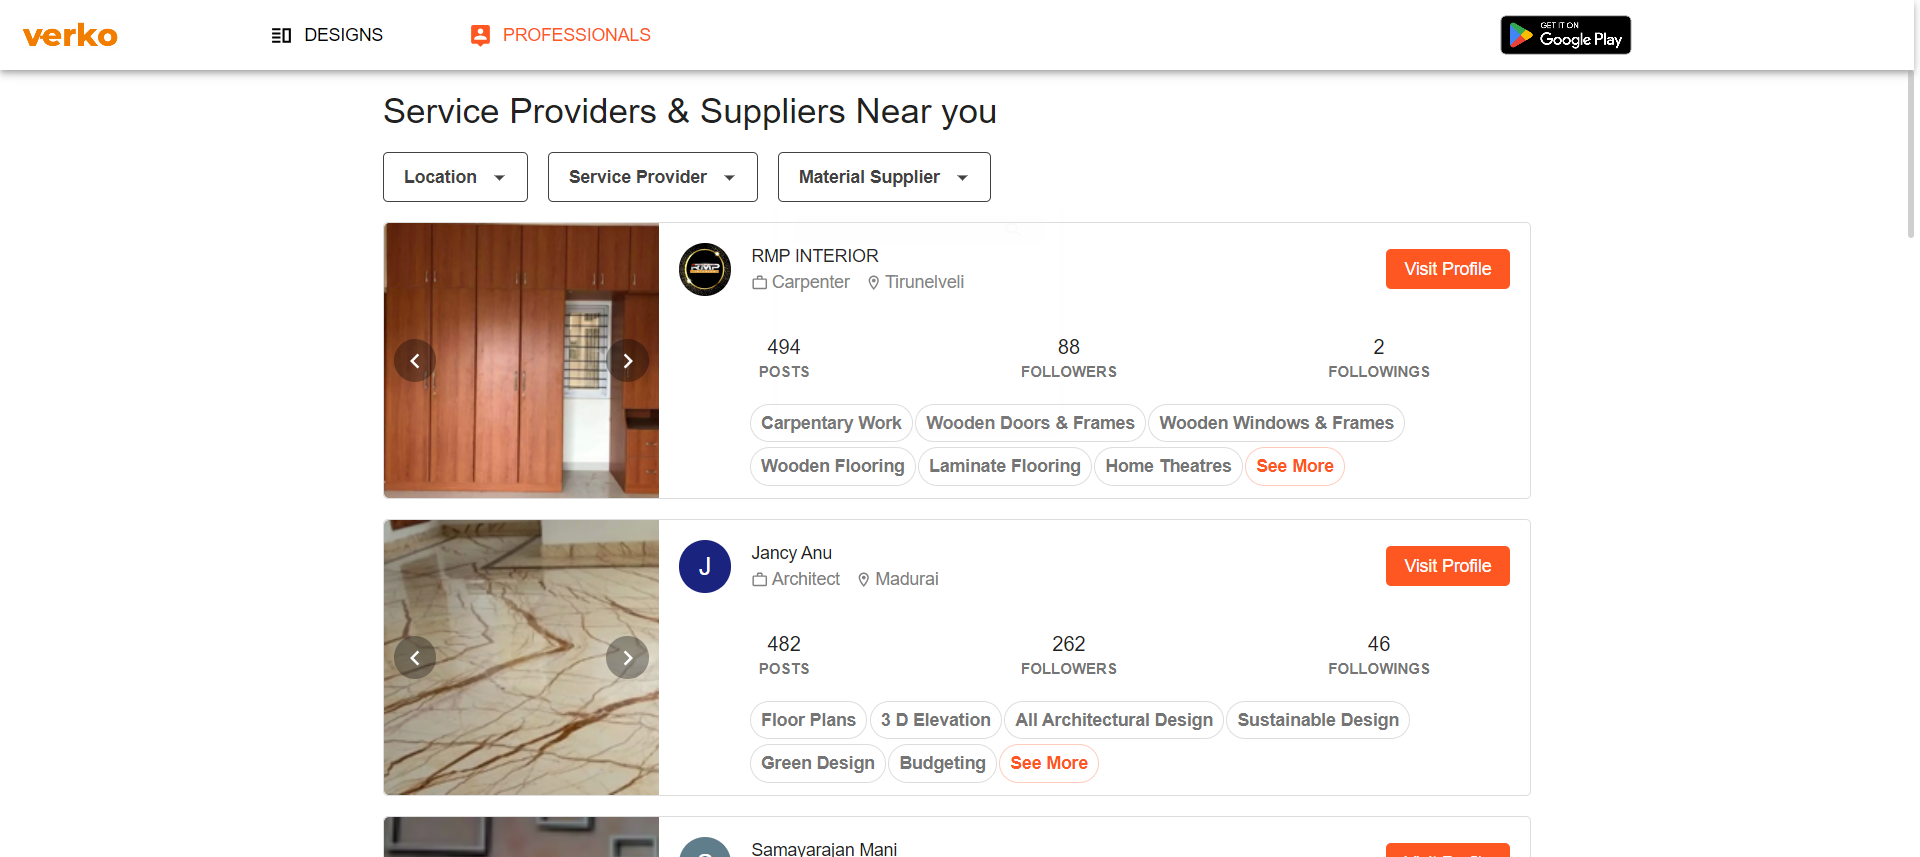 verko
DESIGNS
PROFESSIONALS
GET IT ON
Google Play
Service Providers & Suppliers Near you
Location
Service Provider
Material Supplier
RMP
RMP INTERIOR
Carpenter
Tirunelveli
Visit Profile
494
POSTS
88
FOLLOWERS
2
FOLLOWINGS
Carpentary Work
Wooden Doors & Frames
Wooden Windows & Frames
Wooden Flooring
Laminate Flooring
Home Theatres
See More
J
Jancy Anu
Architect
Madurai
Visit Profile
482
POSTS
262
FOLLOWERS
46
FOLLOWINGS
Floor Plans
3 D Elevation
All Architectural Design
Sustainable Design
Green Design
Budgeting
See More
Samayarajan Mani